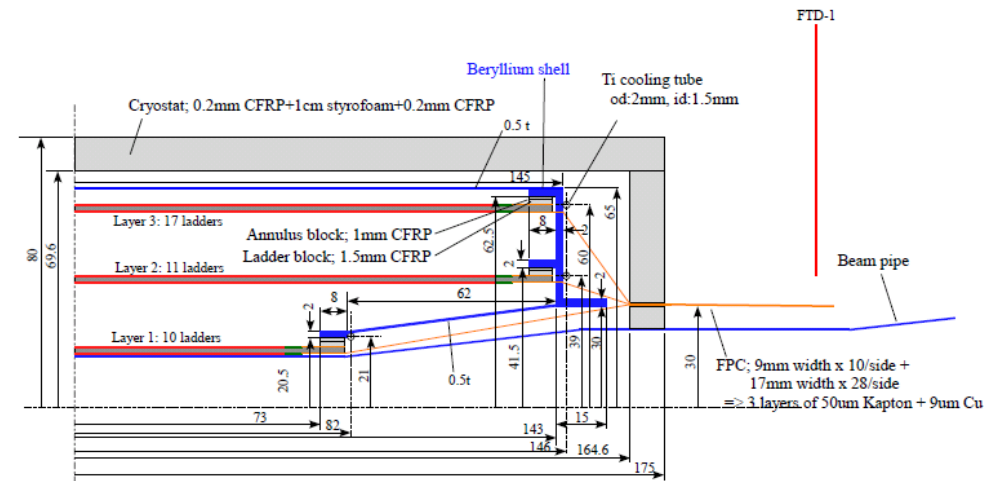 FTD-1
Beryllium shell
Ti cooling tube
od:2mm, id:1.5mm
Cryostat; 0.2mm CFRP+1cm styrofoam+0.2mm CFRP
0.5 t
145
Layer 3: 17 ladders
Annulus block; 1mm CFRP
Ladder block; 1.5mm CFRP
62.5
8
2
60
65
80
69.6
Layer 2: 11 ladders
2
2
Beam pipe
62
8
2
Layer 1: 10 ladders
20.5
21
0.5t
41.5
39
30
30
FPC; 9mm width x 10/side +
17mm width x 28/side
=≥ 3 layers of 50um Kapton + 9um Cu
73
82
15
143
146
164.6
175